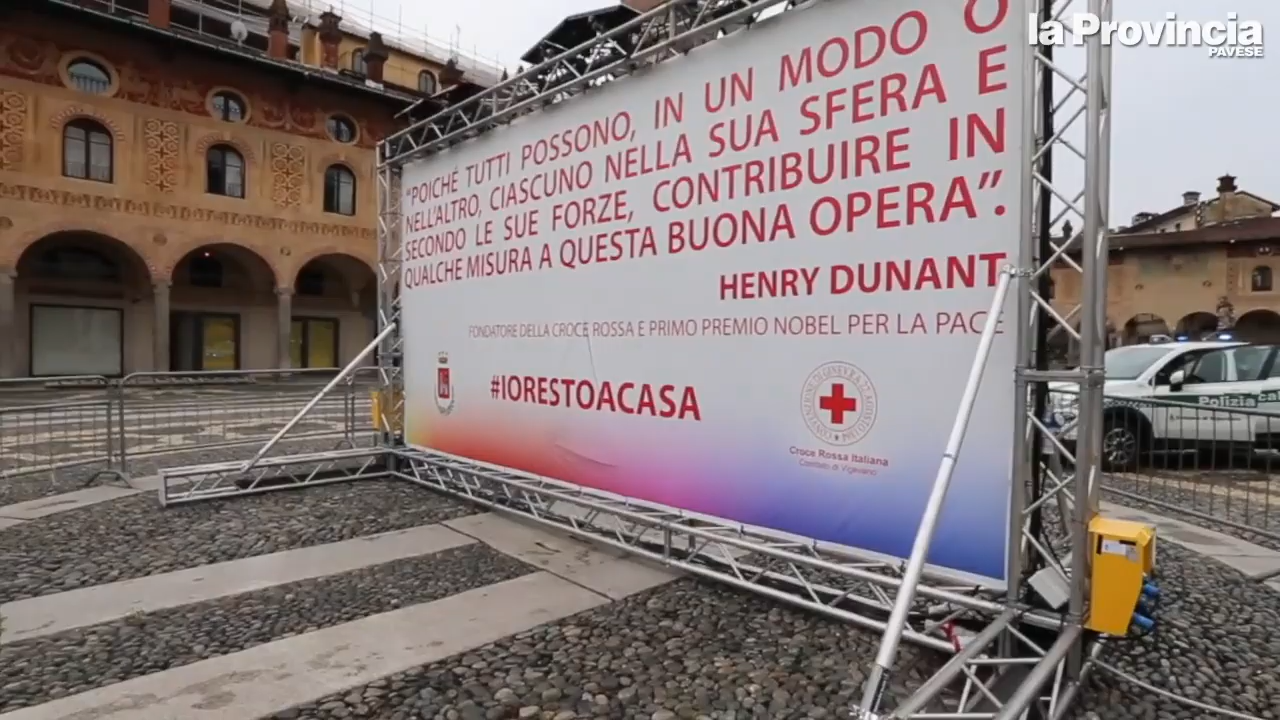 la Provincia
PAVESE
“POICHÉ TUTTI POSSONO, IN UN MODO O
NELL’ALTRO, CIASCUNO NELLA SUA SFERA E
SECONDO LE SUE FORZE, CONTRIBUIRE IN
QUALCHE MISURA A QUESTA BUONA OPERA”.
HENRY DUNANT
FONDATORE DELLA CROCE ROSSA E PRIMO PREMIO NOBEL PER LA PACE
#IORESTOACASA
Croce Rossa Italiana
Comitato di Vigevano
Polizia